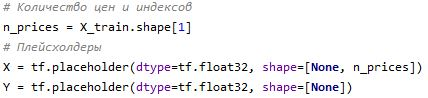 # Количество цен и индексов
n_prices = X_train.shape[1]
# Плейсхолдеры
X = tf.placeholder(dtype=tf.float32, shape=[None, n_prices])
Y = tf.placeholder(dtype=tf.float32, shape=[None])